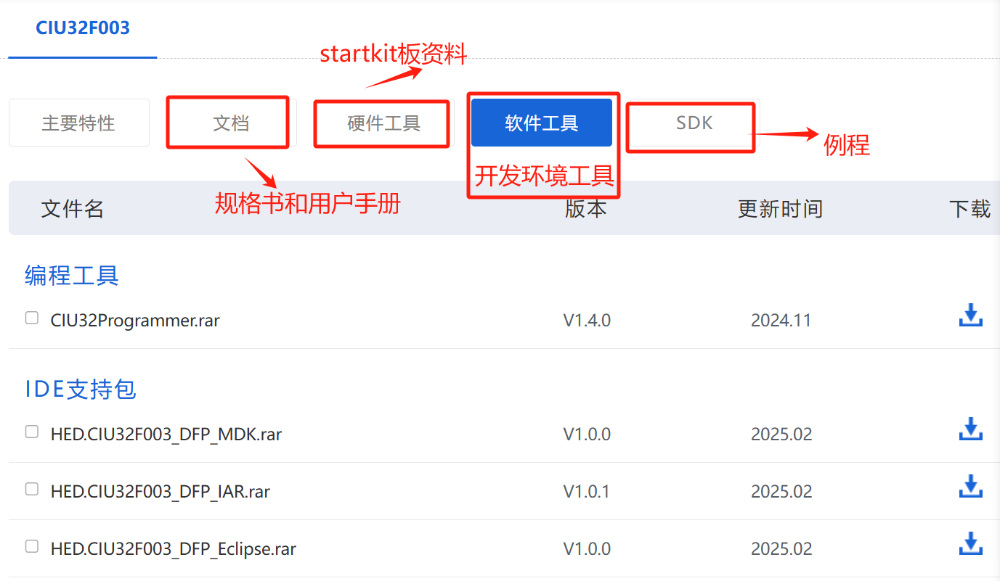 CIU32F003
startkit板资料
主要特性
文档
硬件工具
软件工具
SDK
例程
开发环境工具
规格书和用户手册
文件名
版本
更新时间
下载
编程工具
CIU32Programmer.rar V1.4.0 2024.11
IDE支持包
HED.CIU32F003_DFP_MDK.rar V1.0.0 2025.02
HED.CIU32F003_DFP_IAR.rar V1.0.1 2025.02
HED.CIU32F003_DFP_Eclipse.rar V1.0.0 2025.02